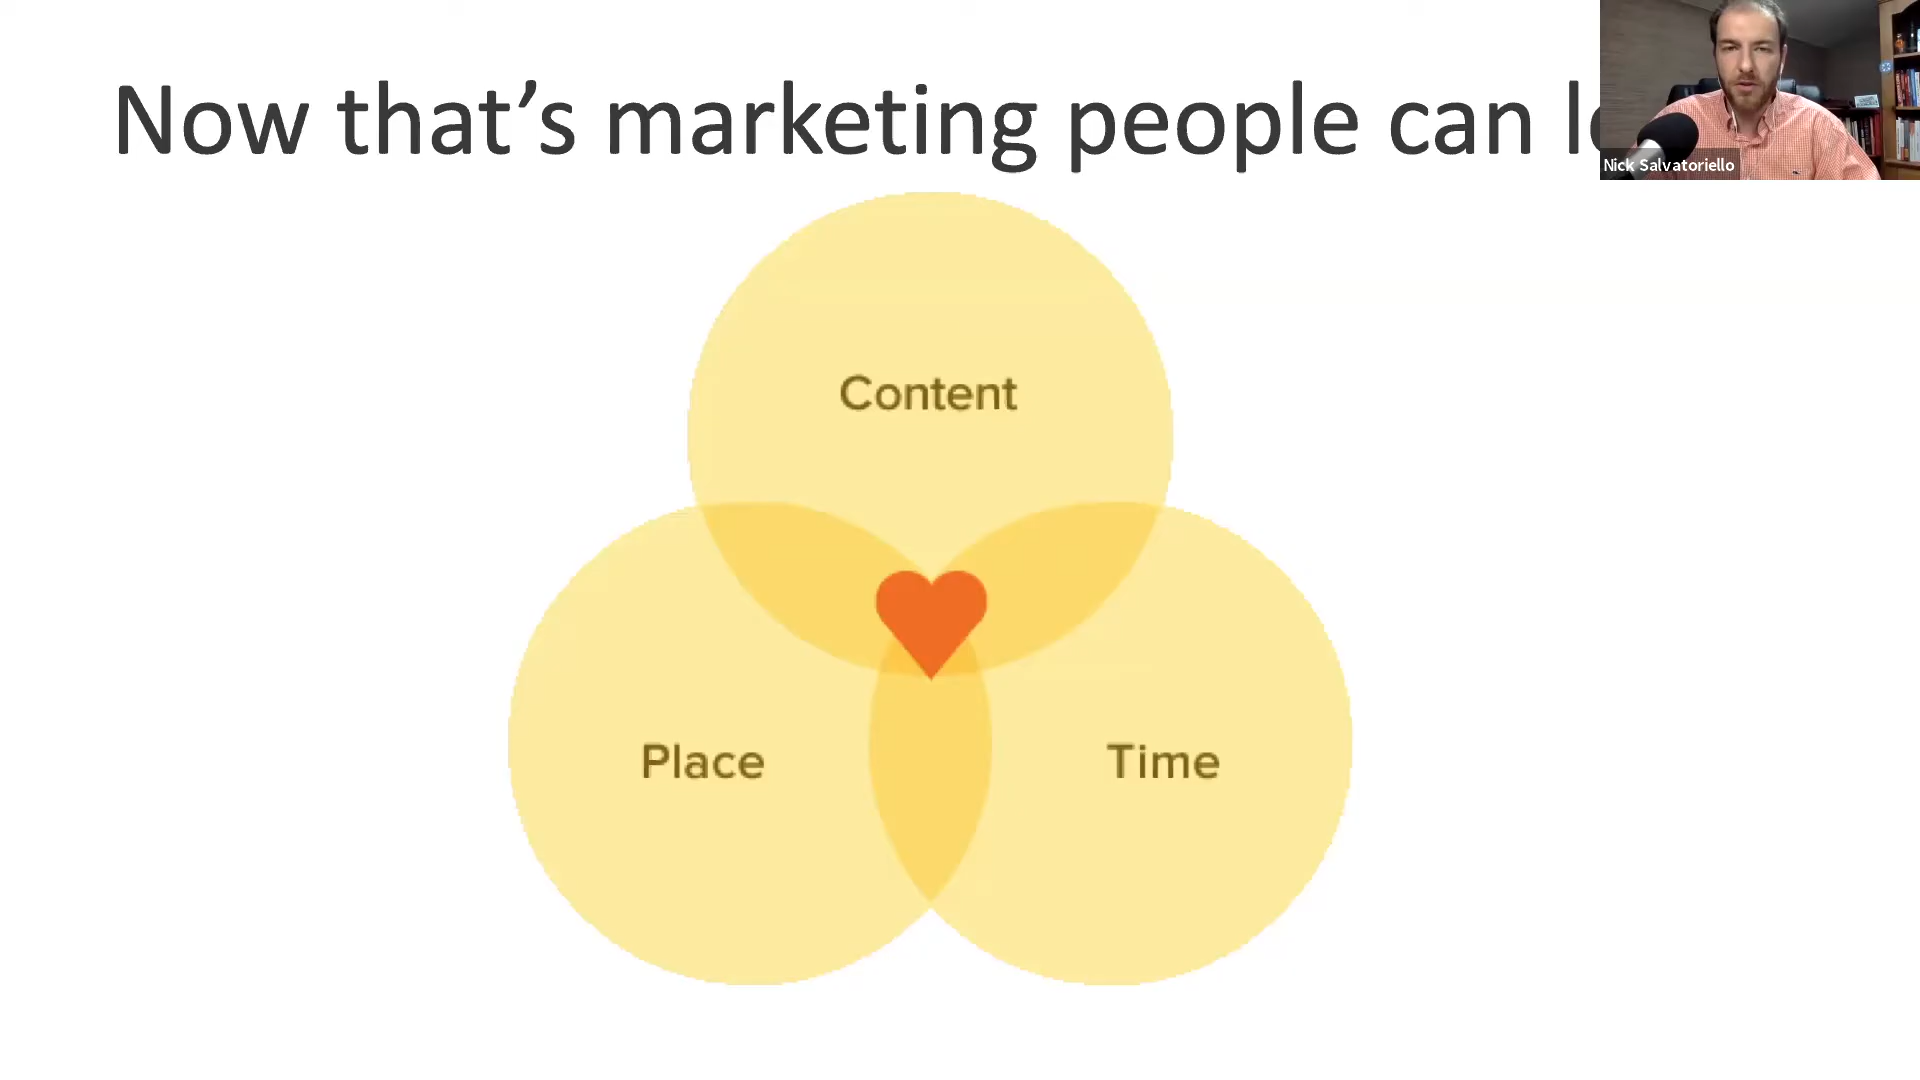 Now that’s marketing people can
Nick Salvatoriello
Content
Place
Time